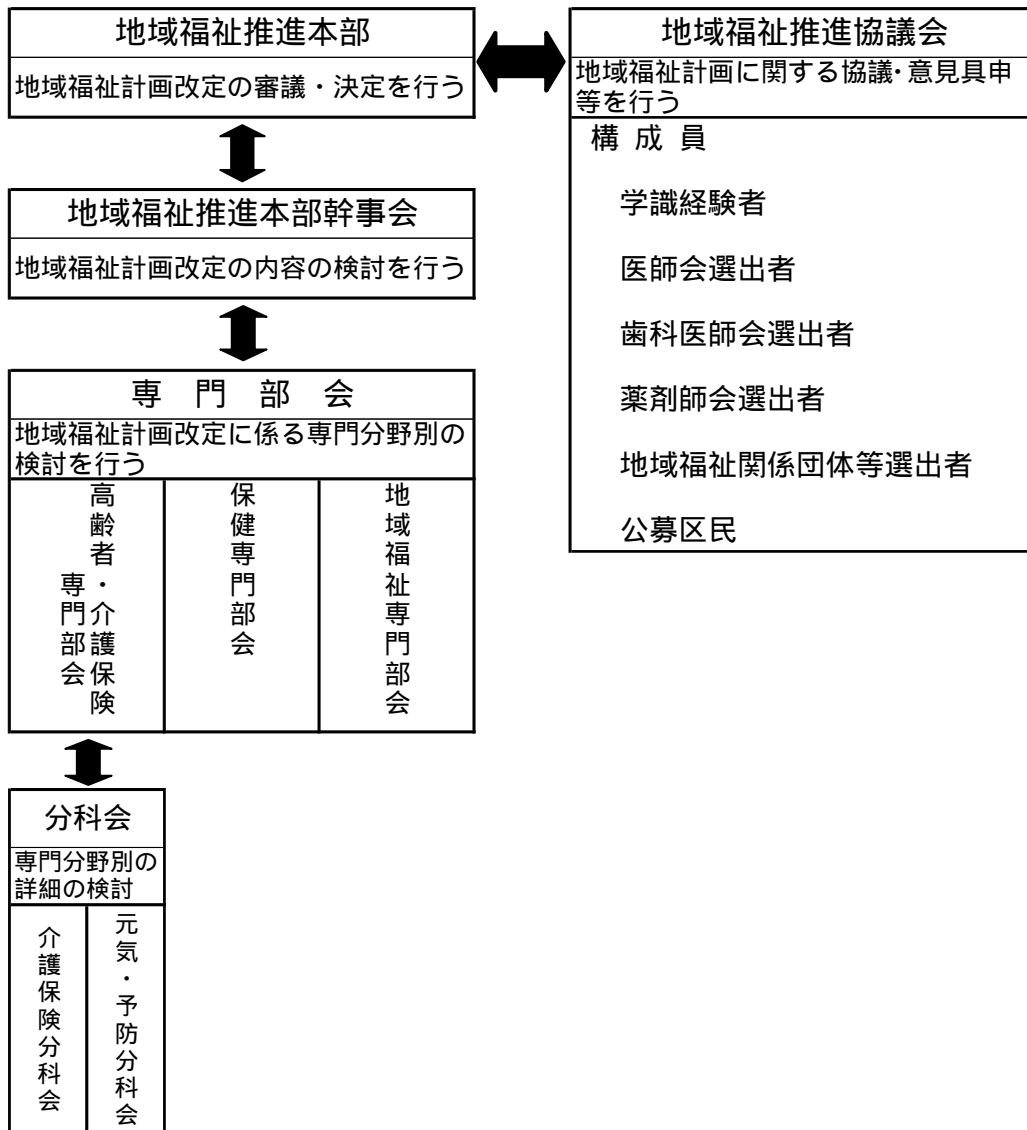 地域福祉推進本部
地域福祉計画改定の審議・決定を行う
地域福祉推進協議会
地域福祉計画に関する協議・意見具申
等を行う
構成員
学識経験者
医師会選出者
歯科医師会選出者
薬剤師会選出者
地域福祉関係団体等選出者
公募区民
地域福祉推進本部幹事会
地域福祉計画改定の内容の検討を行う
専門部会
地域福祉計画改定に係る専門分野別の
検討を行う
高齢者・介護保険
専門部会
保健専門部会
地域福祉専門部会
分科会
専門分野別の
詳細の検討
介護保険分科会
元気・予防分科会